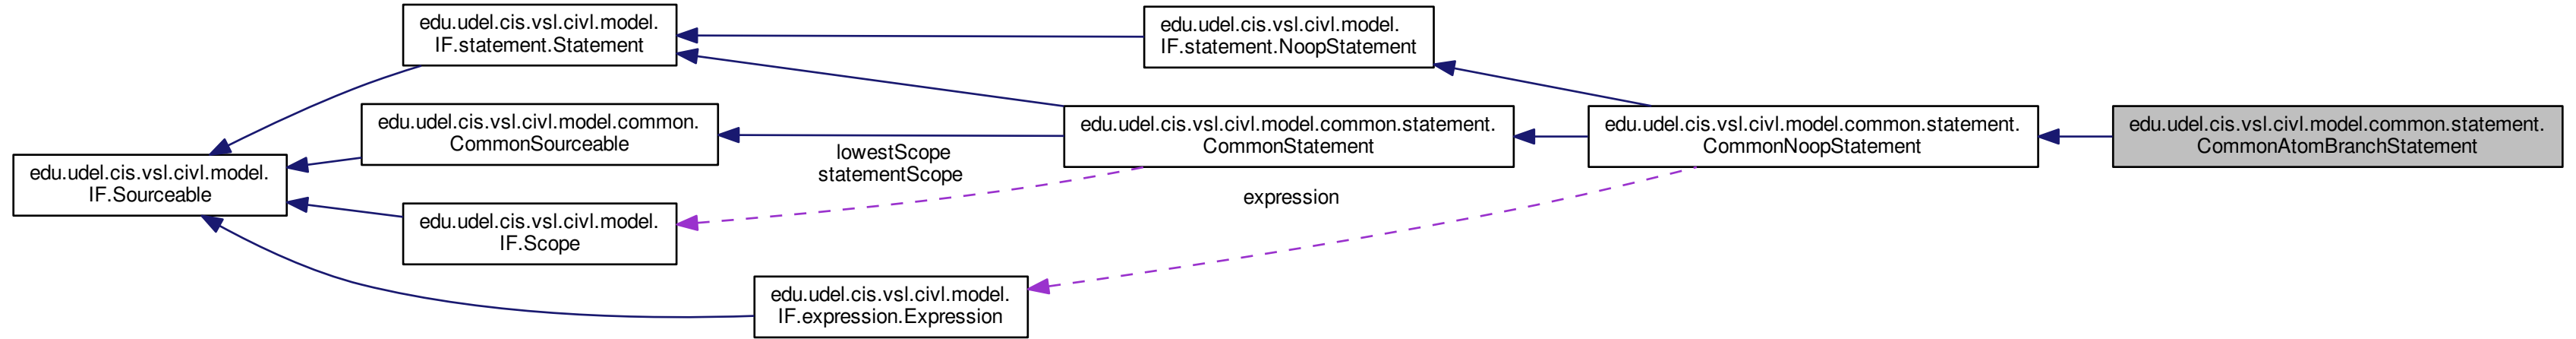 edu.udel.cis.vsl.civl.model.
IF.statement.Statement
edu.udel.cis.vsl.civl.model.
IF.statement.NoopStatement
edu.udel.cis.vsl.civl.model.common.
CommonSourceable
edu.udel.cis.vsl.civl.model.common.statement.
CommonStatement
edu.udel.cis.vsl.civl.model.common.statement.
CommonNoopStatement
edu.udel.cis.vsl.civl.model.common.statement.
CommonAtomBranchStatement
lowestScope
statementScope
edu.udel.cis.vsl.civl.model.
IF.Sourceable
expression
edu.udel.cis.vsl.civl.model.
IF.Scope
edu.udel.cis.vsl.civl.model.
IF.expression.Expression